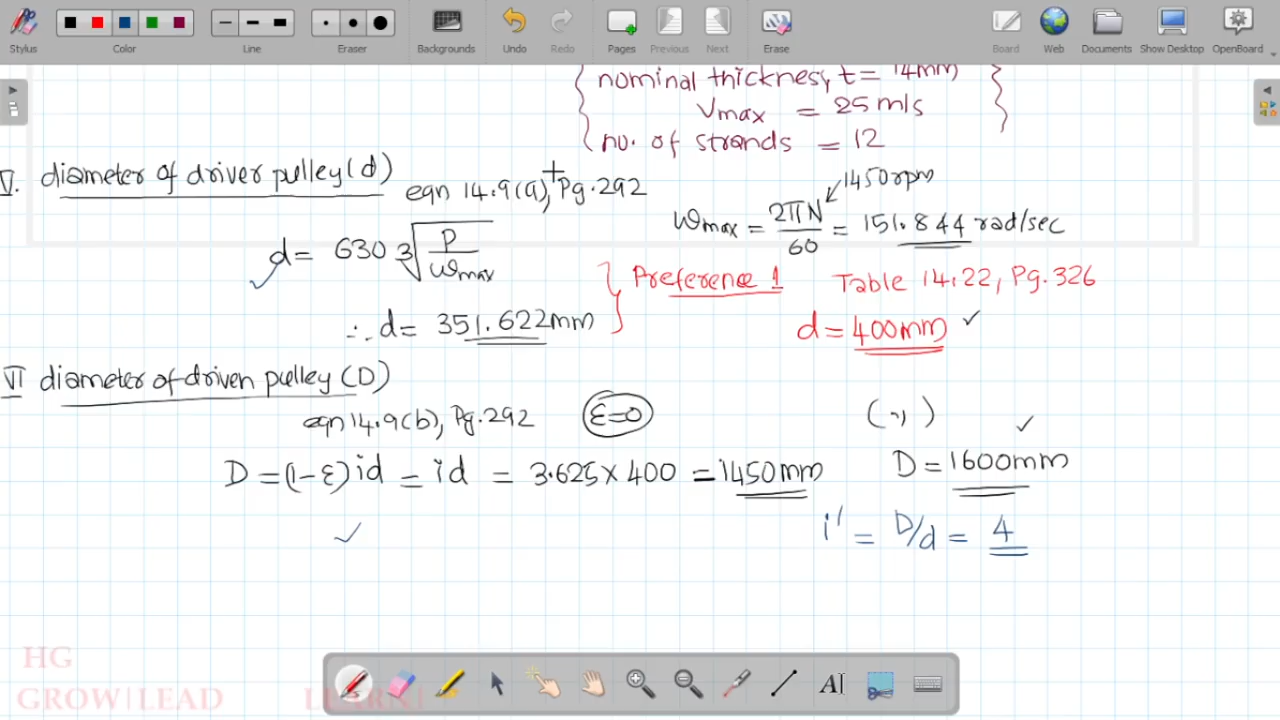 Stylus Color Line Eraser Backgrounds Undo Redo Pages Previous Next Erase Board Web Documents Show Desktop OpenBoard
nominal thickness, t = 14mm
Vmax = 25 m/s
no. of strands = 12
V. diameter of driver pulley (d)
eqn 14.9(a), Pg.292
1450rpm
ωmax = 2πN/60 = 151.844 rad/sec
d = 630 ∛(P/ωmax)
Preference 1 Table 14.22, Pg.326
∴ d = 351.622mm
d = 400mm ✓
VI diameter of driven pulley (D)
eqn 14.9(b), Pg.292 ε=0 (〃)
D = (1-ε)id = id = 3.625 × 400 = 1450mm D = 1600mm
i' = D/d = 4
HG
GROW|LEAD LEARN